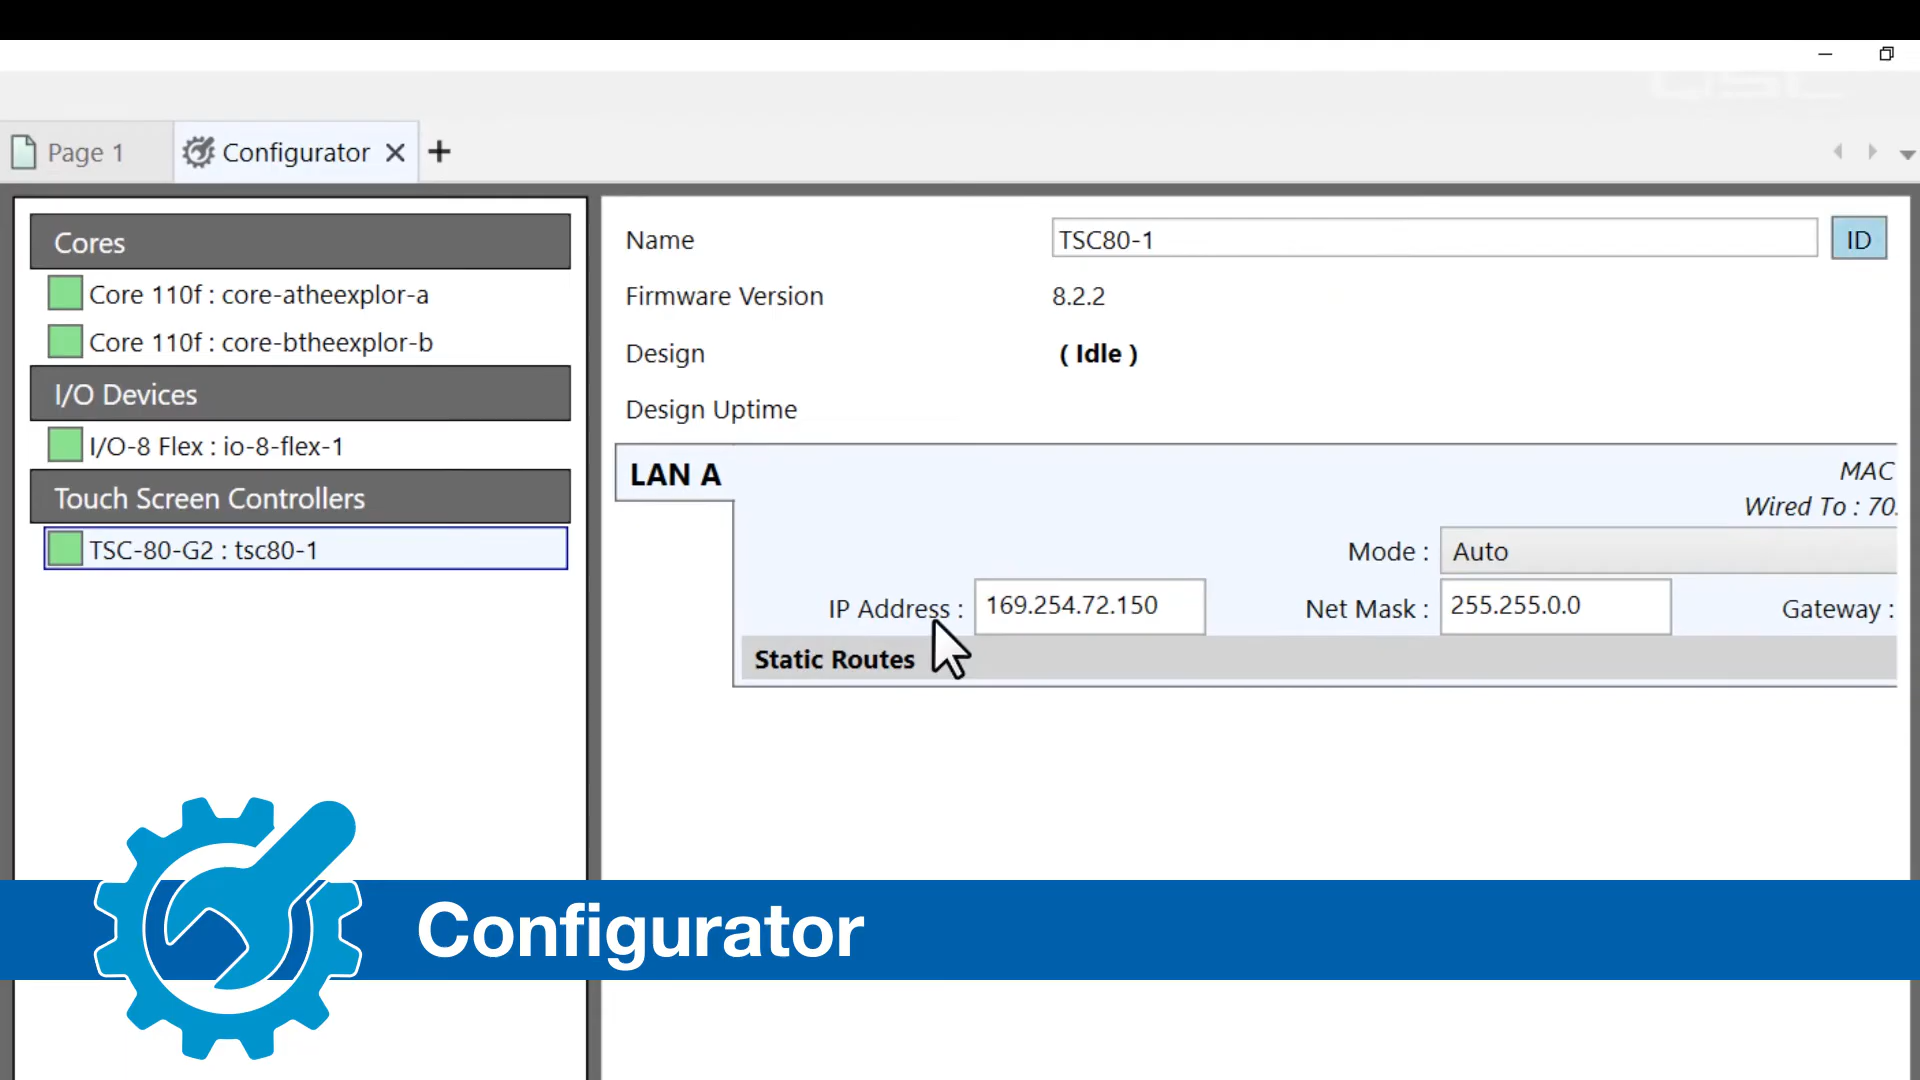 Page 1
Configurator
Cores
Core 110f : core-atheexplor-a
Core 110f : core-btheexplor-b
I/O Devices
I/O-8 Flex : io-8-flex-1
Touch Screen Controllers
TSC-80-G2 : tsc80-1
Name
TSC80-1
ID
Firmware Version
8.2.2
Design
( Idle )
Design Uptime
LAN A
MAC
Wired To : 70.
Mode :
Auto
IP Address :
169.254.72.150
Net Mask :
255.255.0.0
Gateway :
Static Routes
Configurator